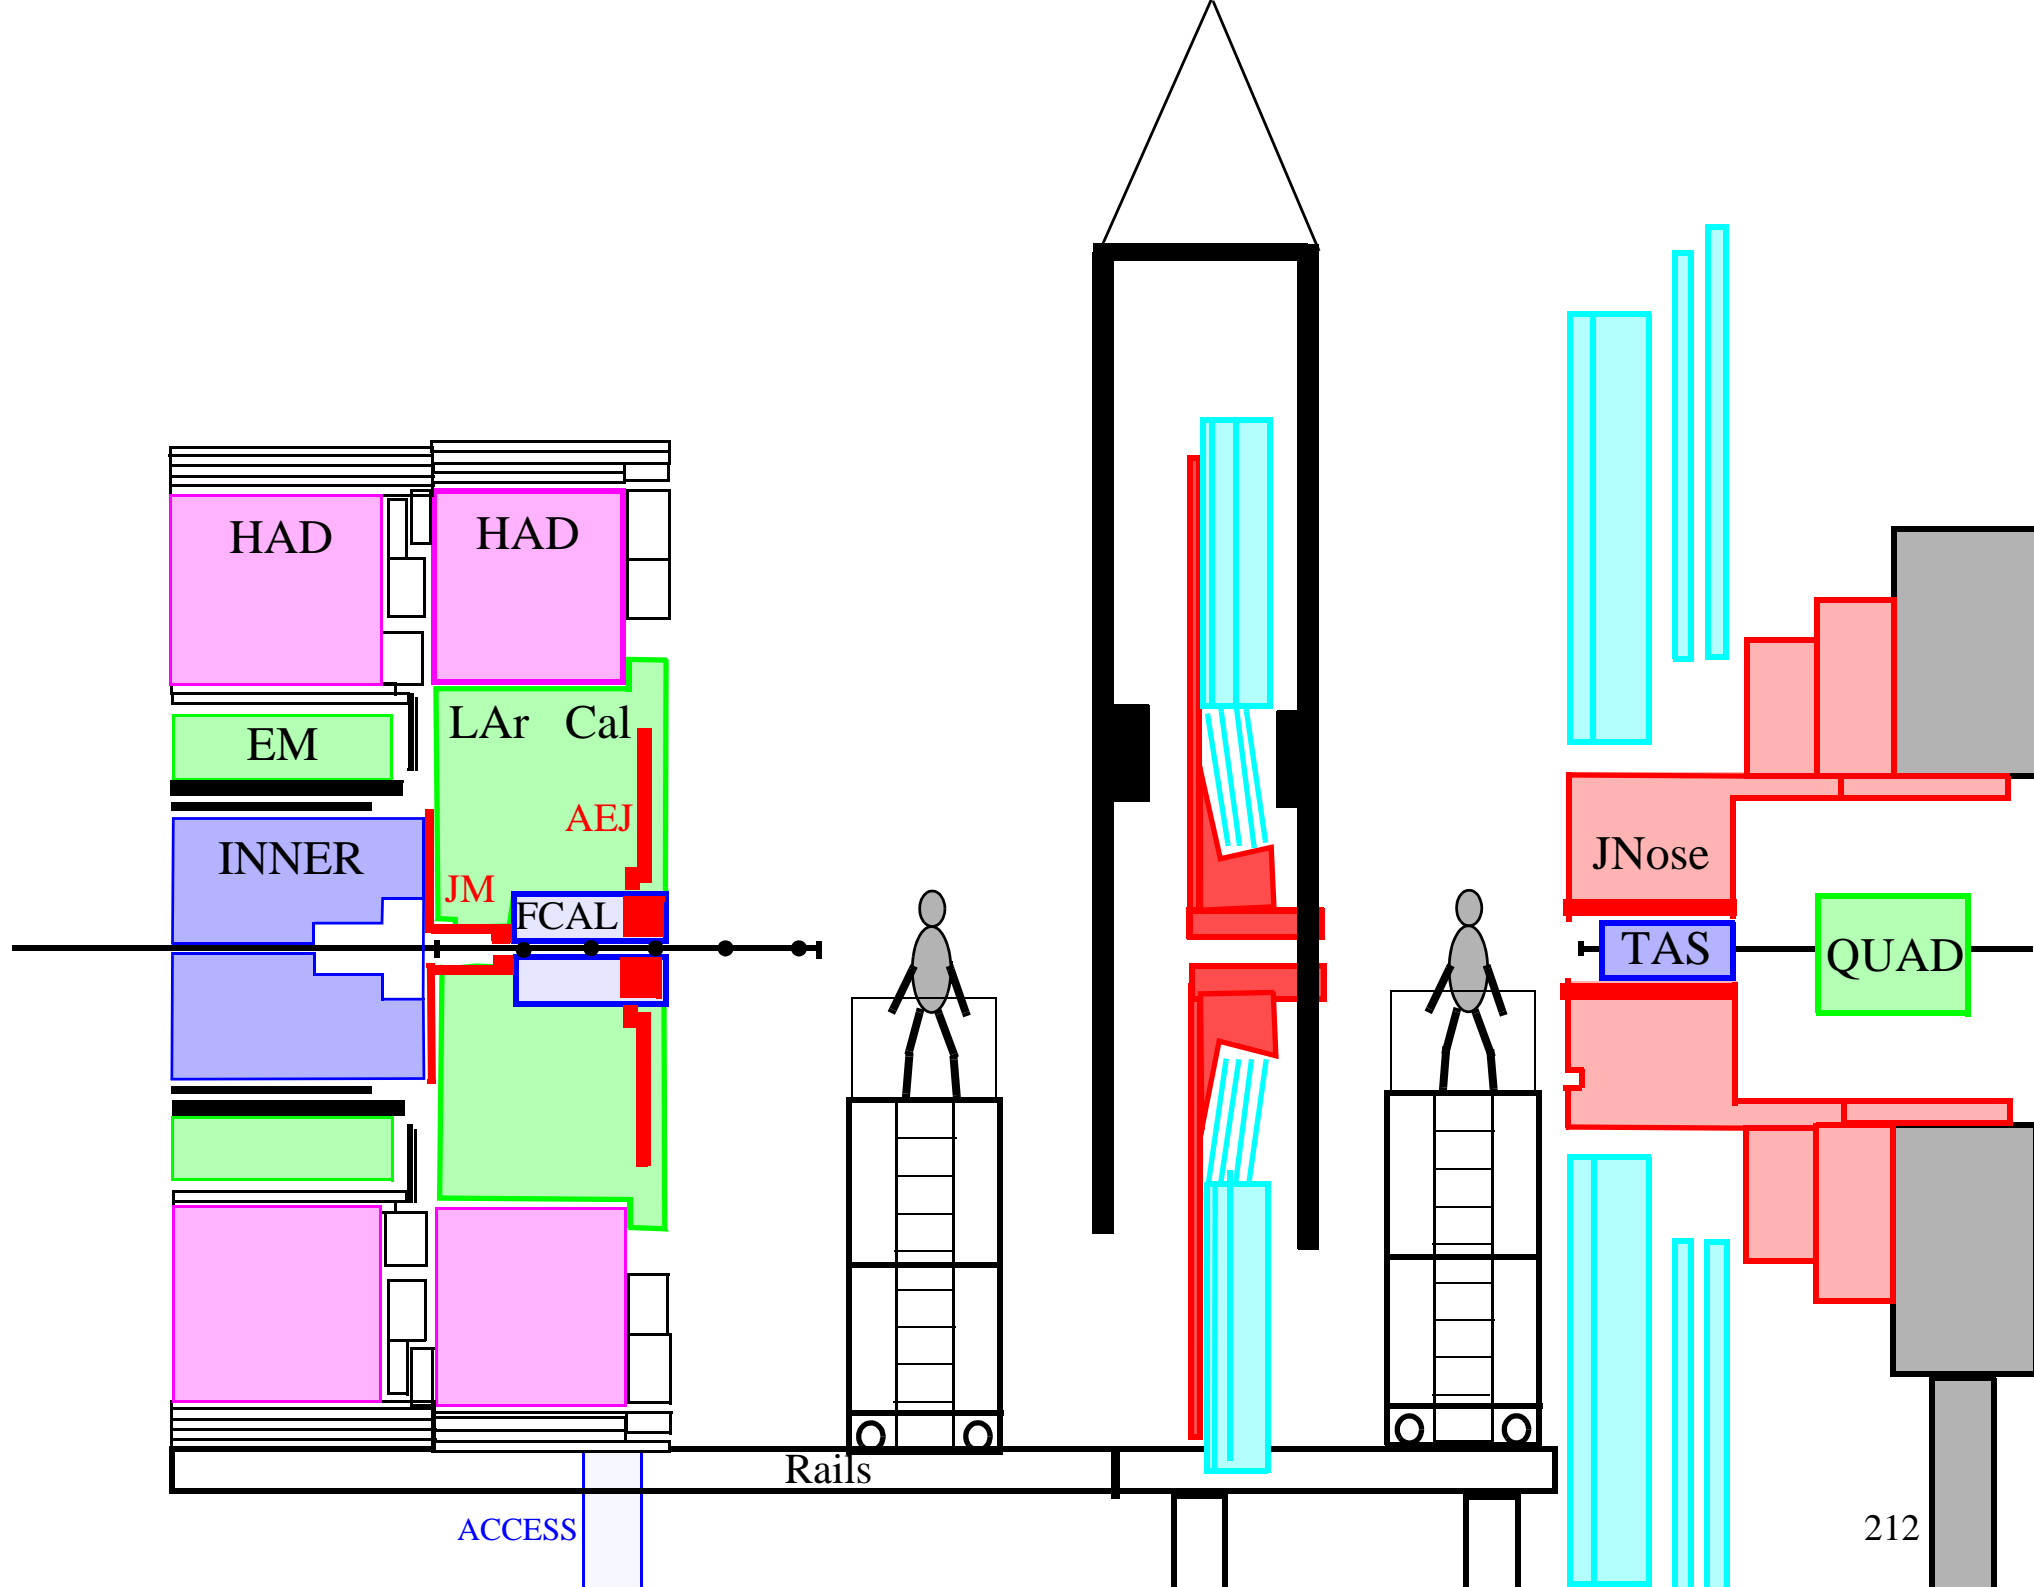 HAD
HAD
LAr Cal
EM
AEJ
INNER
JM
FCAL
JNose
TAS
QUAD
Rails
ACCESS
212